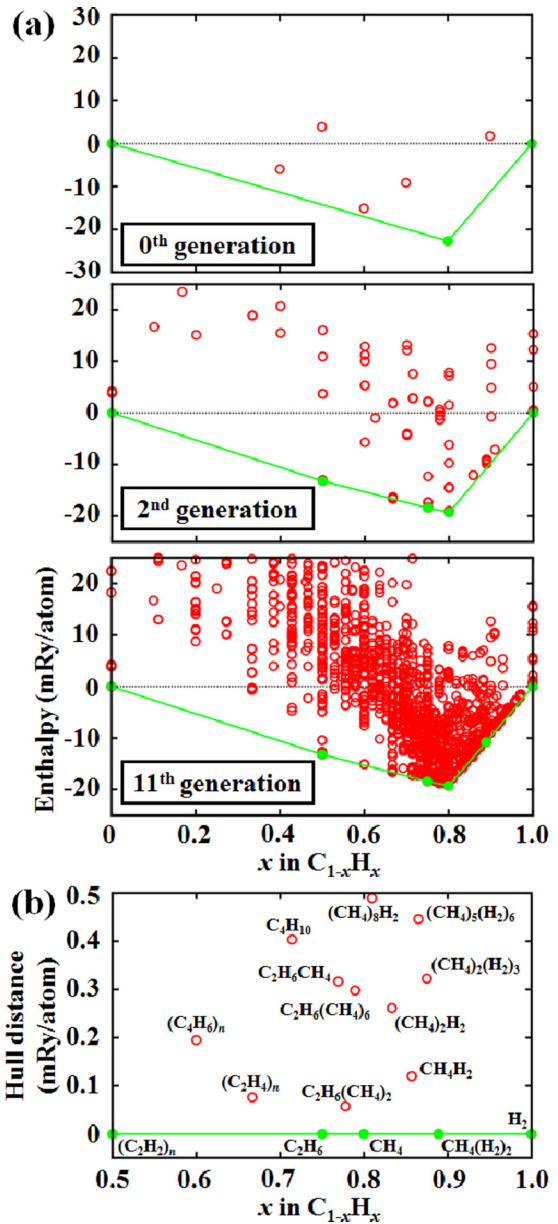 (a)
30
20
10
0
-10
-20
-30
0th generation
20
10
0
-10
-20
2nd generation
20
10
0
-10
-20
11th generation
Enthalpy (mRy/atom)
0 0.2 0.4 0.6 0.8 1.0
x in C1-xHx
(b)
0.5
0.4
0.3
0.2
0.1
0
Hull distance
(mRy/atom)
(CH4)8H2
C4H10
(CH4)5(H2)6
C2H6CH4
(CH4)2(H2)3
C2H6(CH4)6
(CH4)2H2
(C4H6)n
CH4H2
(C2H4)n
C2H6(CH4)2
H2
(C2H2)n
C2H6
CH4
CH4(H2)2
0.5 0.6 0.7 0.8 0.9 1.0
x in C1-xHx